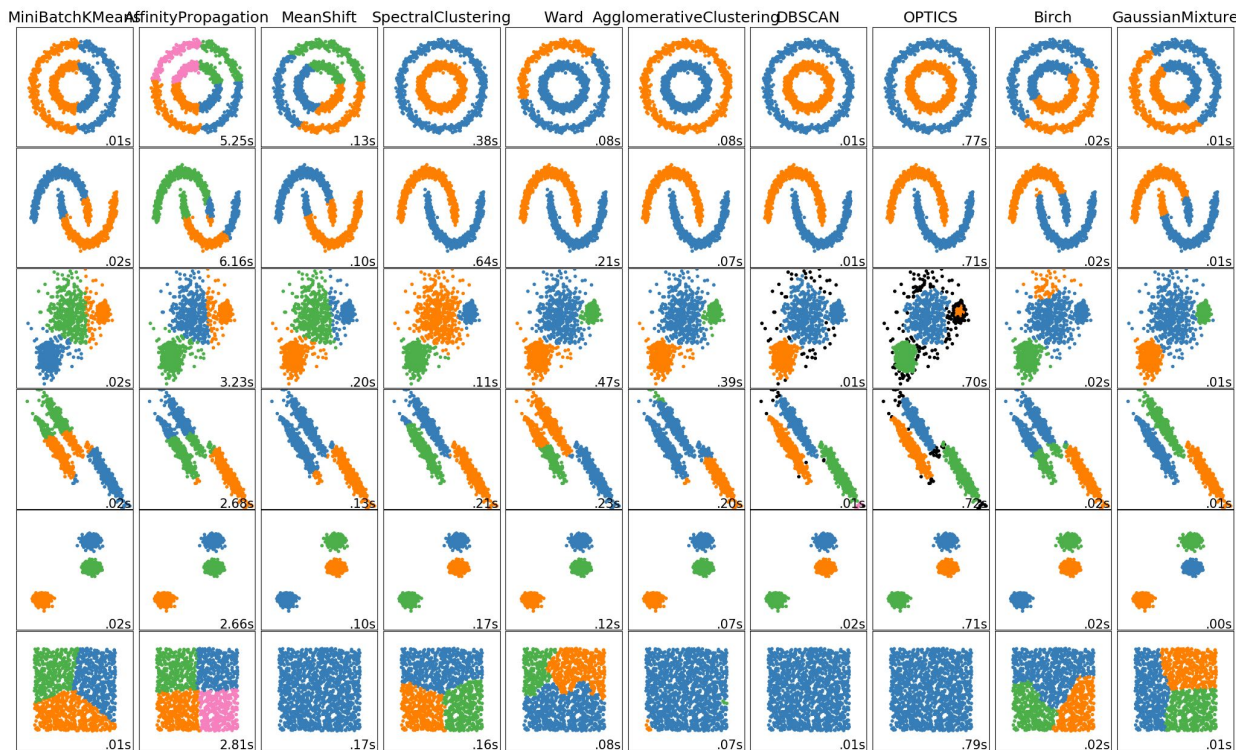 MiniBatchKMeans AffinityPropagation MeanShift SpectralClustering Ward AgglomerativeClustering DBSCAN OPTICS Birch GaussianMixture
.01s 5.25s .13s .38s .08s .08s .01s .77s .02s .01s
.02s 6.16s .10s .64s .21s .07s .01s .71s .02s .01s
.02s 3.23s .20s .11s .47s .39s .01s .70s .02s .01s
.02s 2.68s .13s .21s .23s .20s .01s .72s .02s .01s
.02s 2.66s .10s .17s .12s .07s .02s .71s .02s .00s
.01s 2.81s .17s .16s .08s .07s .01s .79s .02s .01s